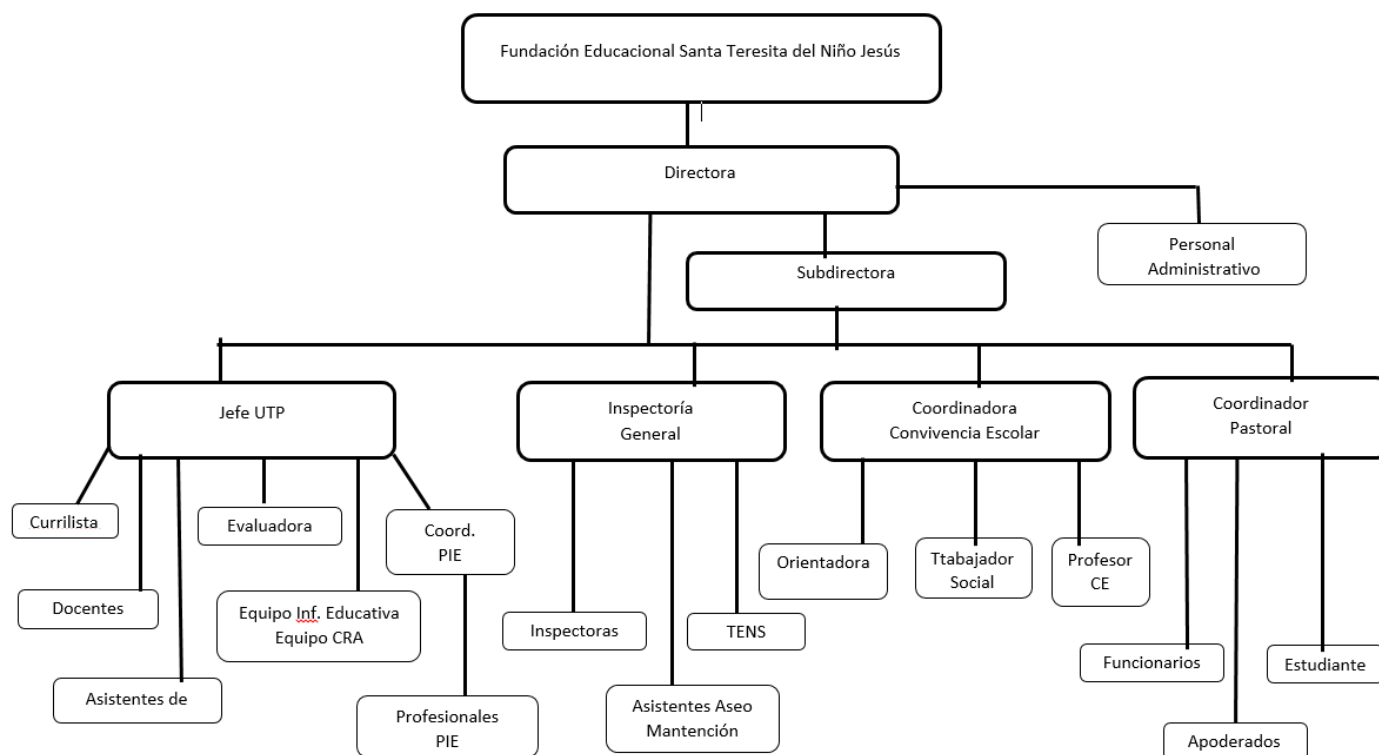 Fundación Educacional Santa Teresita del Niño Jesús
Directora
Personal
Administrativo
Subdirectora
Jefe UTP
Inspectoría
General
Coordinadora
Convivencia Escolar
Coordinador
Pastoral
Currilista
Evaluadora
Coord.
PIE
Docentes
Equipo Inf. Educativa
Equipo CRA
Asistentes de
Profesionales
PIE
Inspectoras
TENS
Asistentes Aseo
Mantención
Orientadora
Ttabajador
Social
Profesor
CE
Funcionarios
Estudiante
Apoderados